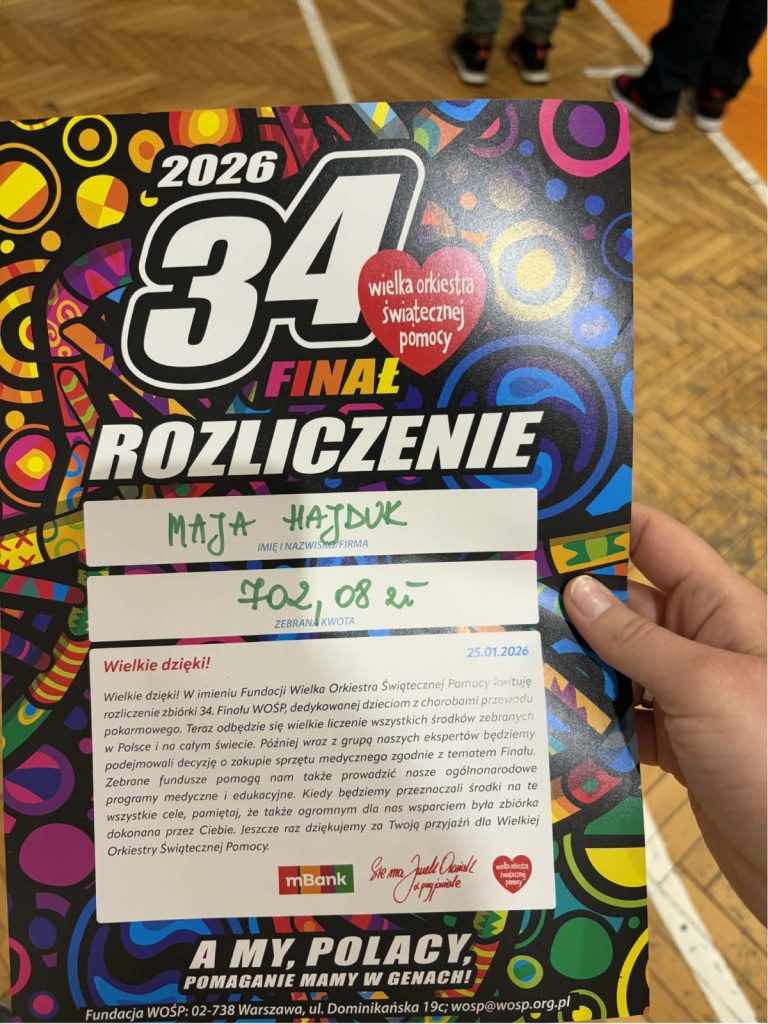 2026
34
wielka orkiestra
świątecznej
pomocy
FINAŁ
ROZLICZENIE
MAJA HAJDUK
IMIĘ I NAZWISKO/FIRMA
702,08 zł
ZEBRANA KWOTA
Wielkie dzięki!
25.01.2026
Wielkie dzięki! W imieniu Fundacji Wielka Orkiestra Świątecznej Pomocy kwituję
rozliczenie zbiórki 34. Finału WOŚP, dedykowanej dzieciom z chorobami przewodu
pokarmowego. Teraz odbędzie się wielkie liczenie wszystkich środków zebranych
w Polsce i na całym świecie. Później wraz z grupą naszych ekspertów będziemy
podejmowali decyzję o zakupie sprzętu medycznego zgodnie z tematem Finału.
Zebrane fundusze pomogą nam także prowadzić nasze ogólnonarodowe
programy medyczne i edukacyjne. Kiedy będziemy przeznaczali środki na te
wszystkie cele, pamiętaj, że także ogromnym dla nas wsparciem była zbiórka
dokonana przez Ciebie. Jeszcze raz dziękujemy za Twoją przyjaźń dla Wielkiej
Orkiestry Świątecznej Pomocy.
mBank
Sie ma Jurek Owsiak
z przyjaciele
wielka orkiestra
świątecznej
pomocy
A MY, POLACY,
POMAGANIE MAMY W GENACH!
Fundacja WOŚP: 02-738 Warszawa, ul. Dominikańska 19c; wosp@wosp.org.pl